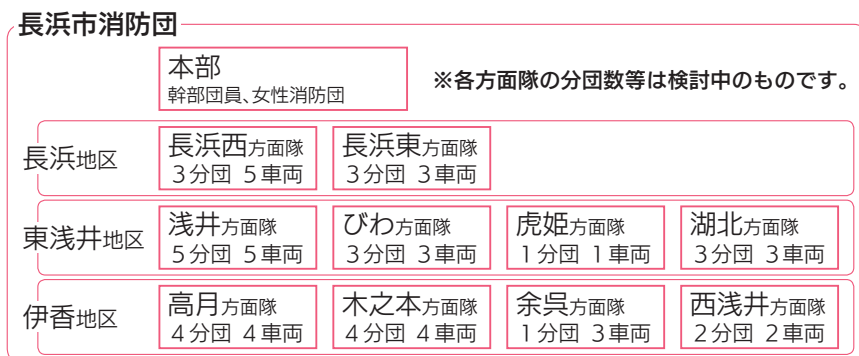 長浜市消防団
本部
幹部団員、女性消防団
※各方面隊の分団数等は検討中のものです。
長浜地区
長浜西方面隊
3分団 5車両
長浜東方面隊
3分団 3車両
東浅井地区
浅井方面隊
5分団 5車両
びわ方面隊
3分団 3車両
虎姫方面隊
1分団 1車両
湖北方面隊
3分団 3車両
伊香地区
高月方面隊
4分団 4車両
木之本方面隊
4分団 4車両
余呉方面隊
1分団 3車両
西浅井方面隊
2分団 2車両